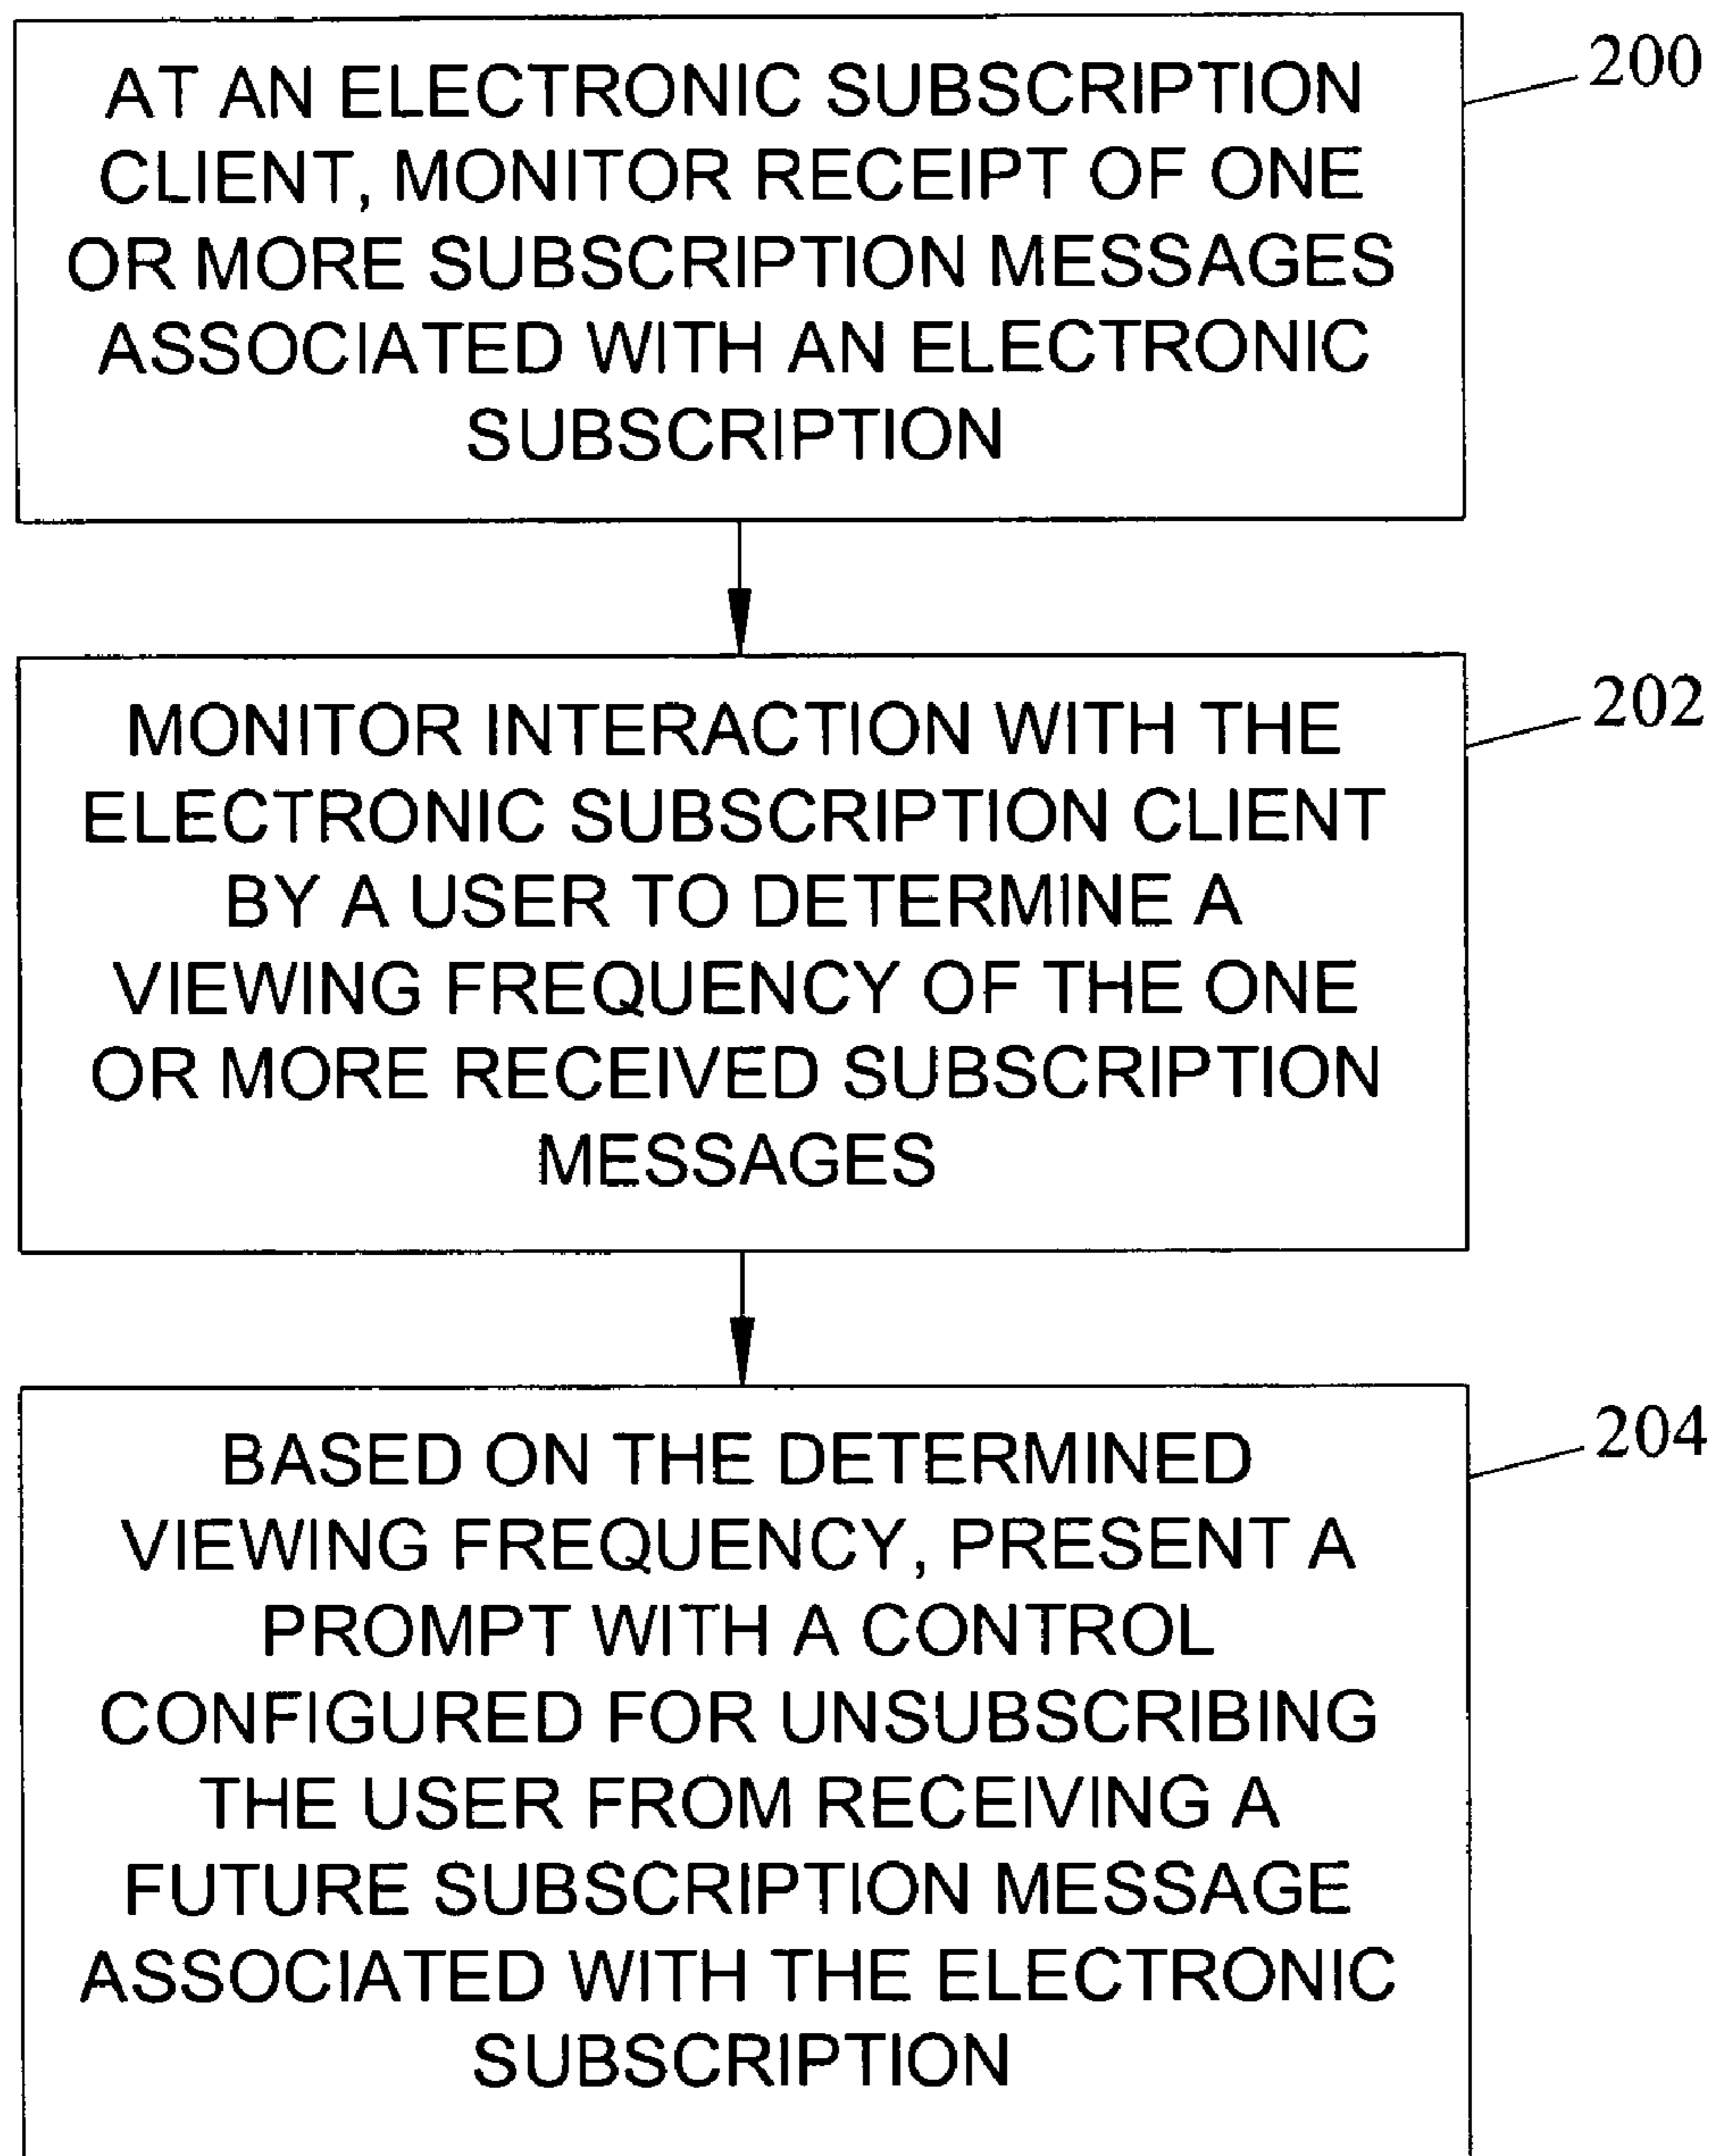 AT AN ELECTRONIC SUBSCRIPTION
CLIENT, MONITOR RECEIPT OF ONE
OR MORE SUBSCRIPTION MESSAGES
ASSOCIATED WITH AN ELECTRONIC
SUBSCRIPTION
200
MONITOR INTERACTION WITH THE
ELECTRONIC SUBSCRIPTION CLIENT
BY A USER TO DETERMINE A
VIEWING FREQUENCY OF THE ONE
OR MORE RECEIVED SUBSCRIPTION
MESSAGES
202
BASED ON THE DETERMINED
VIEWING FREQUENCY, PRESENT A
PROMPT WITH A CONTROL
CONFIGURED FOR UNSUBSCRIBING
THE USER FROM RECEIVING A
FUTURE SUBSCRIPTION MESSAGE
ASSOCIATED WITH THE ELECTRONIC
SUBSCRIPTION
204